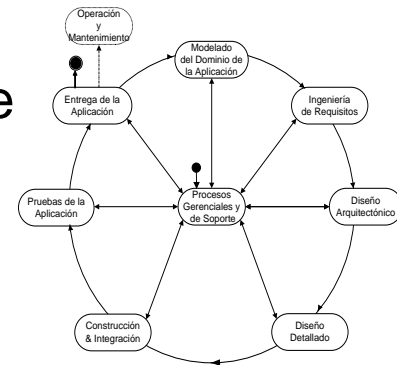 Operación
y
Mantenimiento
Modelado
del Dominio de
la Aplicación
e
Entrega de la
Aplicación
Ingeniería
de Requisitos
Procesos
Gerenciales y
de Soporte
Pruebas de la
Aplicación
Diseño
Arquitectónico
Construcción
& Integración
Diseño
Detallado